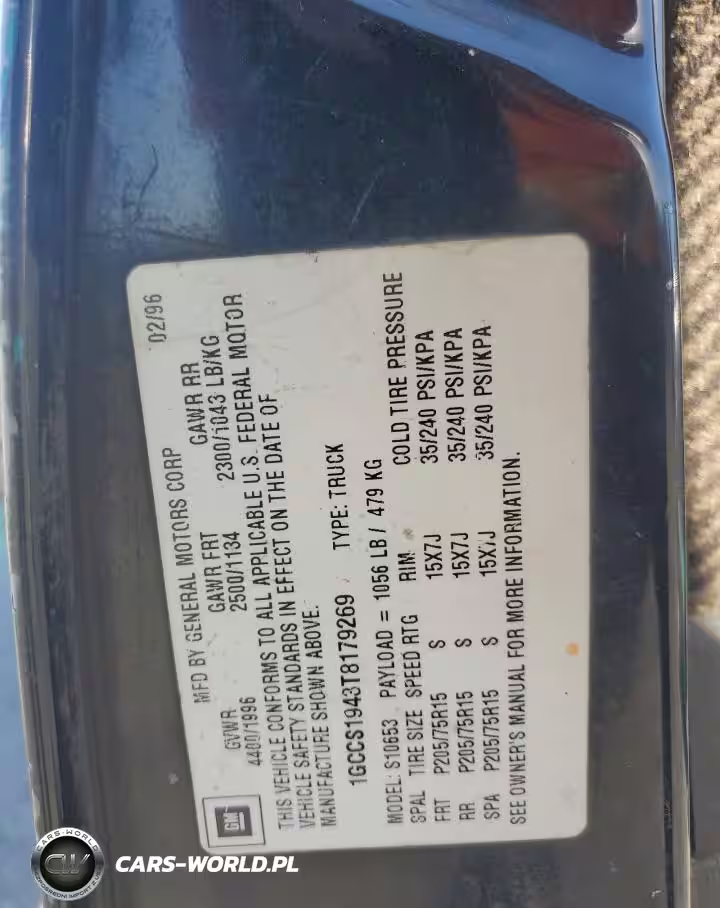 MFD BY GENERAL MOTORS CORP 02/96
GVWR GAWR FRT GAWR RR
4400/1996 2500/1134 2300/1043 LB/KG
THIS VEHICLE CONFORMS TO ALL APPLICABLE U.S. FEDERAL MOTOR
VEHICLE SAFETY STANDARDS IN EFFECT ON THE DATE OF
MANUFACTURE SHOWN ABOVE.
1GCCS1943T8179269 TYPE: TRUCK
MODEL: S10653 PAYLOAD = 1056 LB / 479 KG
SPAL TIRE SIZE SPEED RTG RIM COLD TIRE PRESSURE
FRT P205/75R15 S 15X7J 35/240 PSI/KPA
RR P205/75R15 S 15X7J 35/240 PSI/KPA
SPA P205/75R15 S 15X7J 35/240 PSI/KPA
SEE OWNER'S MANUAL FOR MORE INFORMATION.
GM
CARS-WORLD
CW
CARS-WORLD.PL